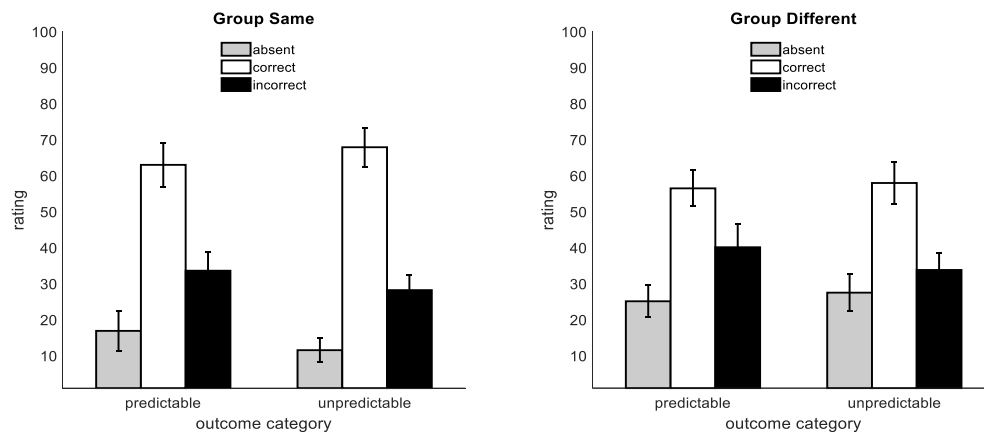 Group Same
absent
correct
incorrect
100
90
80
70
60
50
40
30
20
10
rating
predictable unpredictable
outcome category
Group Different
absent
correct
incorrect
100
90
80
70
60
50
40
30
20
10
rating
predictable unpredictable
outcome category